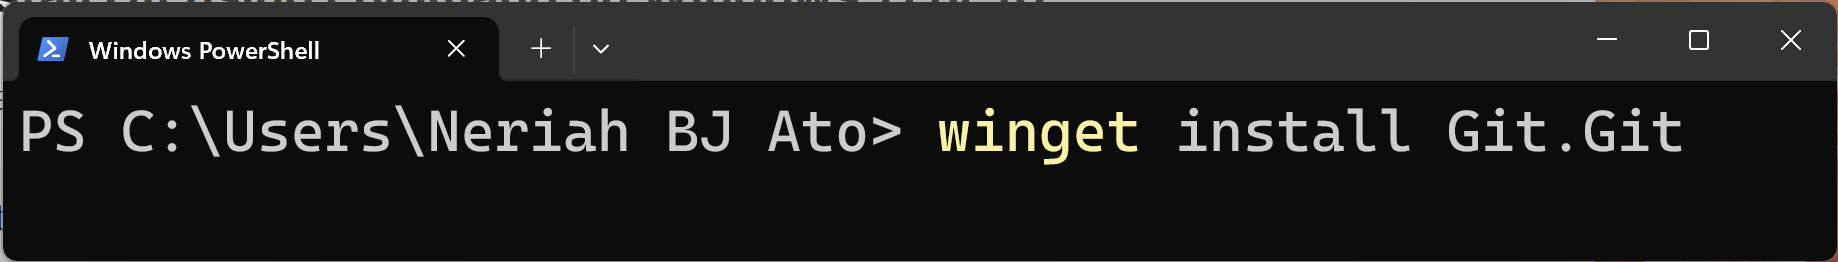 Windows PowerShell
PS C:\Users\Neriah BJ Ato> winget install Git.Git